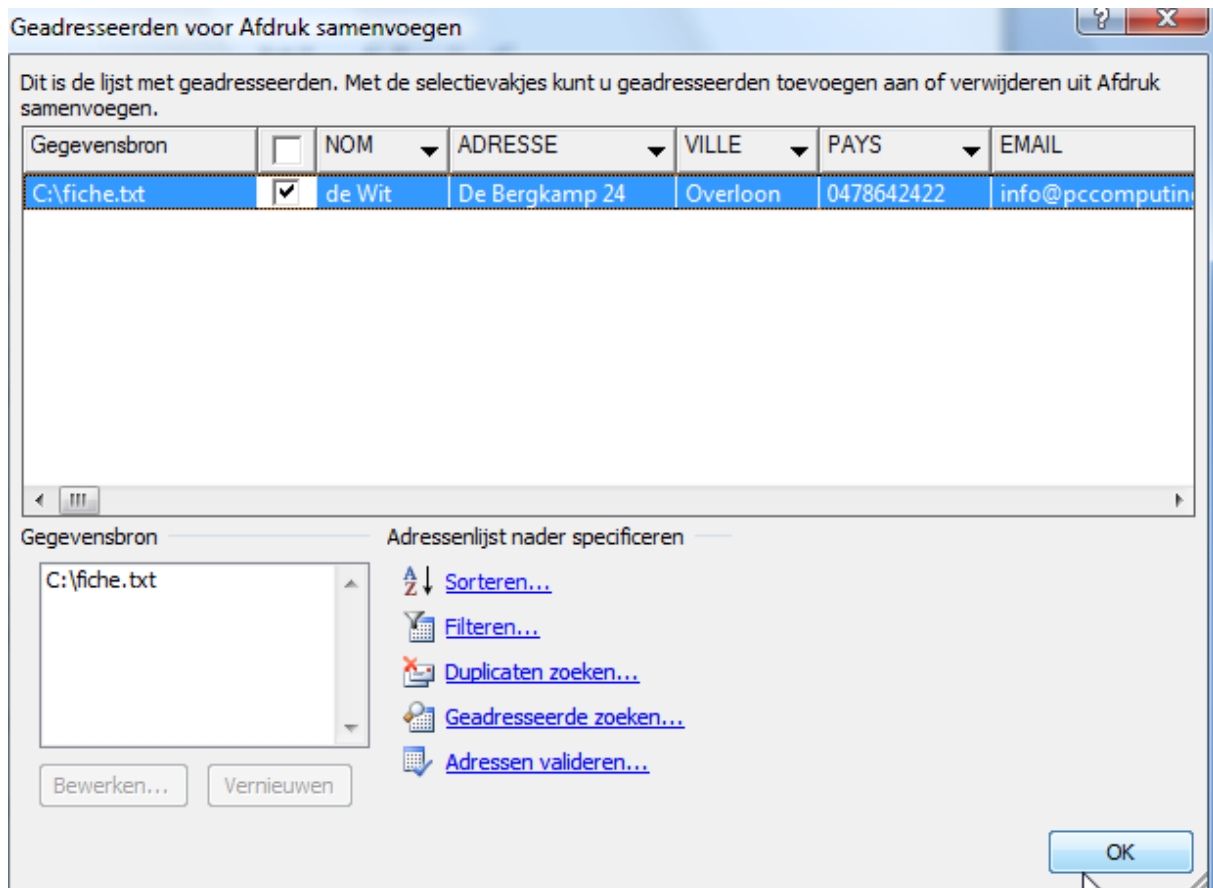 Geadresseerden voor Afdruk samenvoegen
Dit is de lijst met geadresseerden. Met de selectievakjes kunt u geadresseerden toevoegen aan of verwijderen uit Afdruk
samenvoegen.
Gegevensbron NOM ADRESSE VILLE PAYS EMAIL
C:\fiche.txt de Wit De Bergkamp 24 Overloon 0478642422 info@pccomputin
Gegevensbron Adressenlijst nader specificeren
C:\fiche.txt
Sorteren...
Filteren...
Duplicaten zoeken...
Geadresseerde zoeken...
Adressen valideren...
Bewerken... Vernieuwen
OK